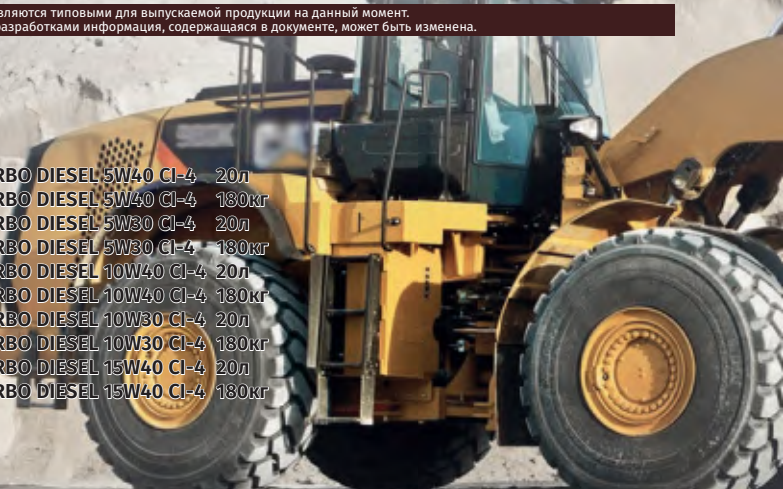 вляются типовыми для выпускаемой продукции на данный момент.
разработками информация, содержащаяся в документе, может быть изменена.
RBO DIESEL 5W40 CI-4 20л
RBO DIESEL 5W40 CI-4 180кг
RBO DIESEL 5W30 CI-4 20л
RBO DIESEL 5W30 CI-4 180кг
RBO DIESEL 10W40 CI-4 20л
RBO DIESEL 10W40 CI-4 180кг
RBO DIESEL 10W30 CI-4 20л
RBO DIESEL 10W30 CI-4 180кг
RBO DIESEL 15W40 CI-4 20л
RBO DIESEL 15W40 CI-4 180кг